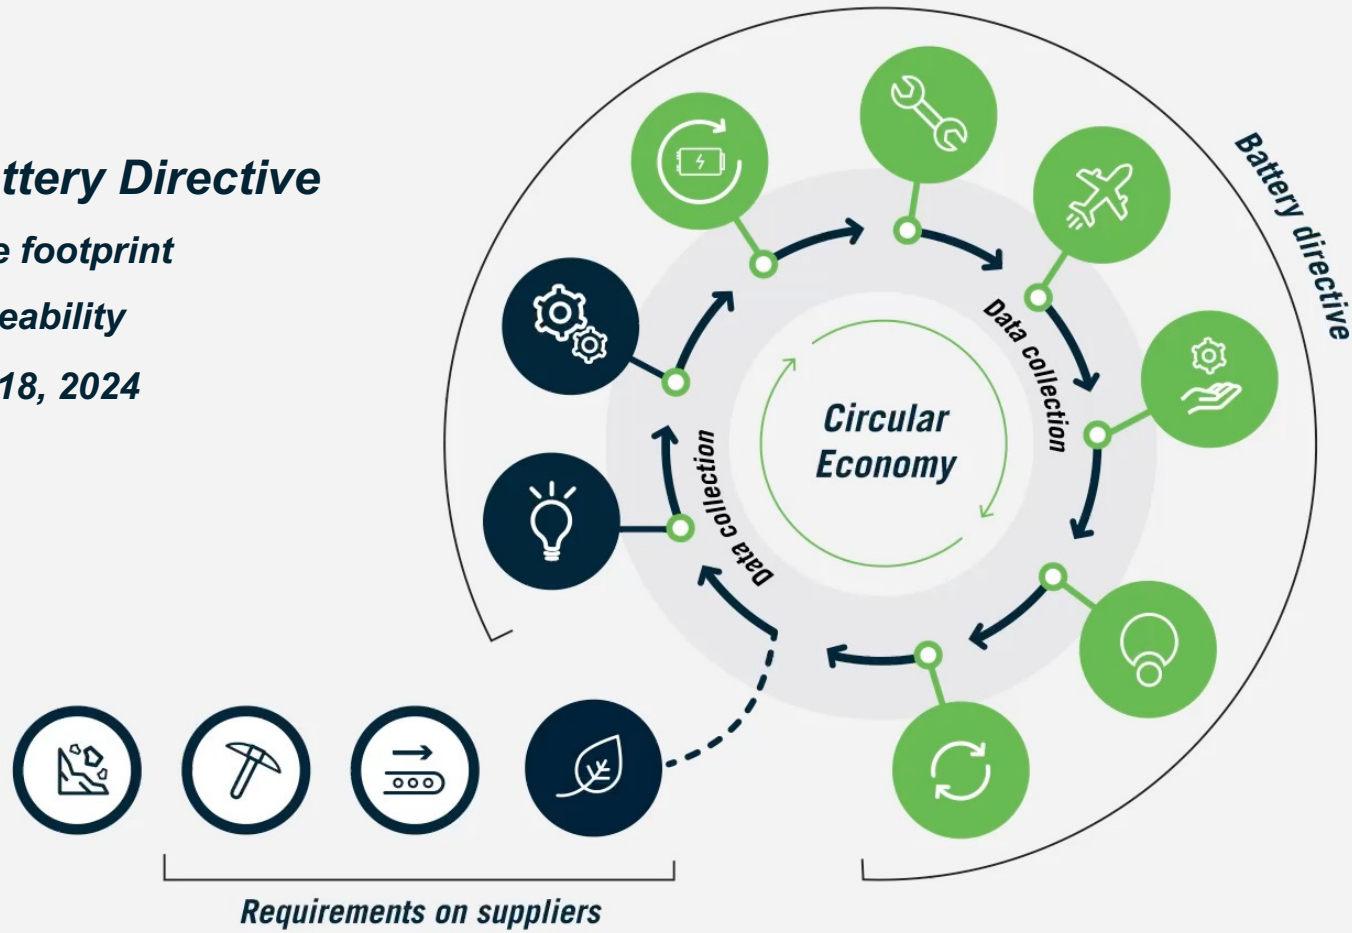 ttery Directive
e footprint
eability
18, 2024
Battery directive
Data collection
Circular
Economy
Data collection
Requirements on suppliers